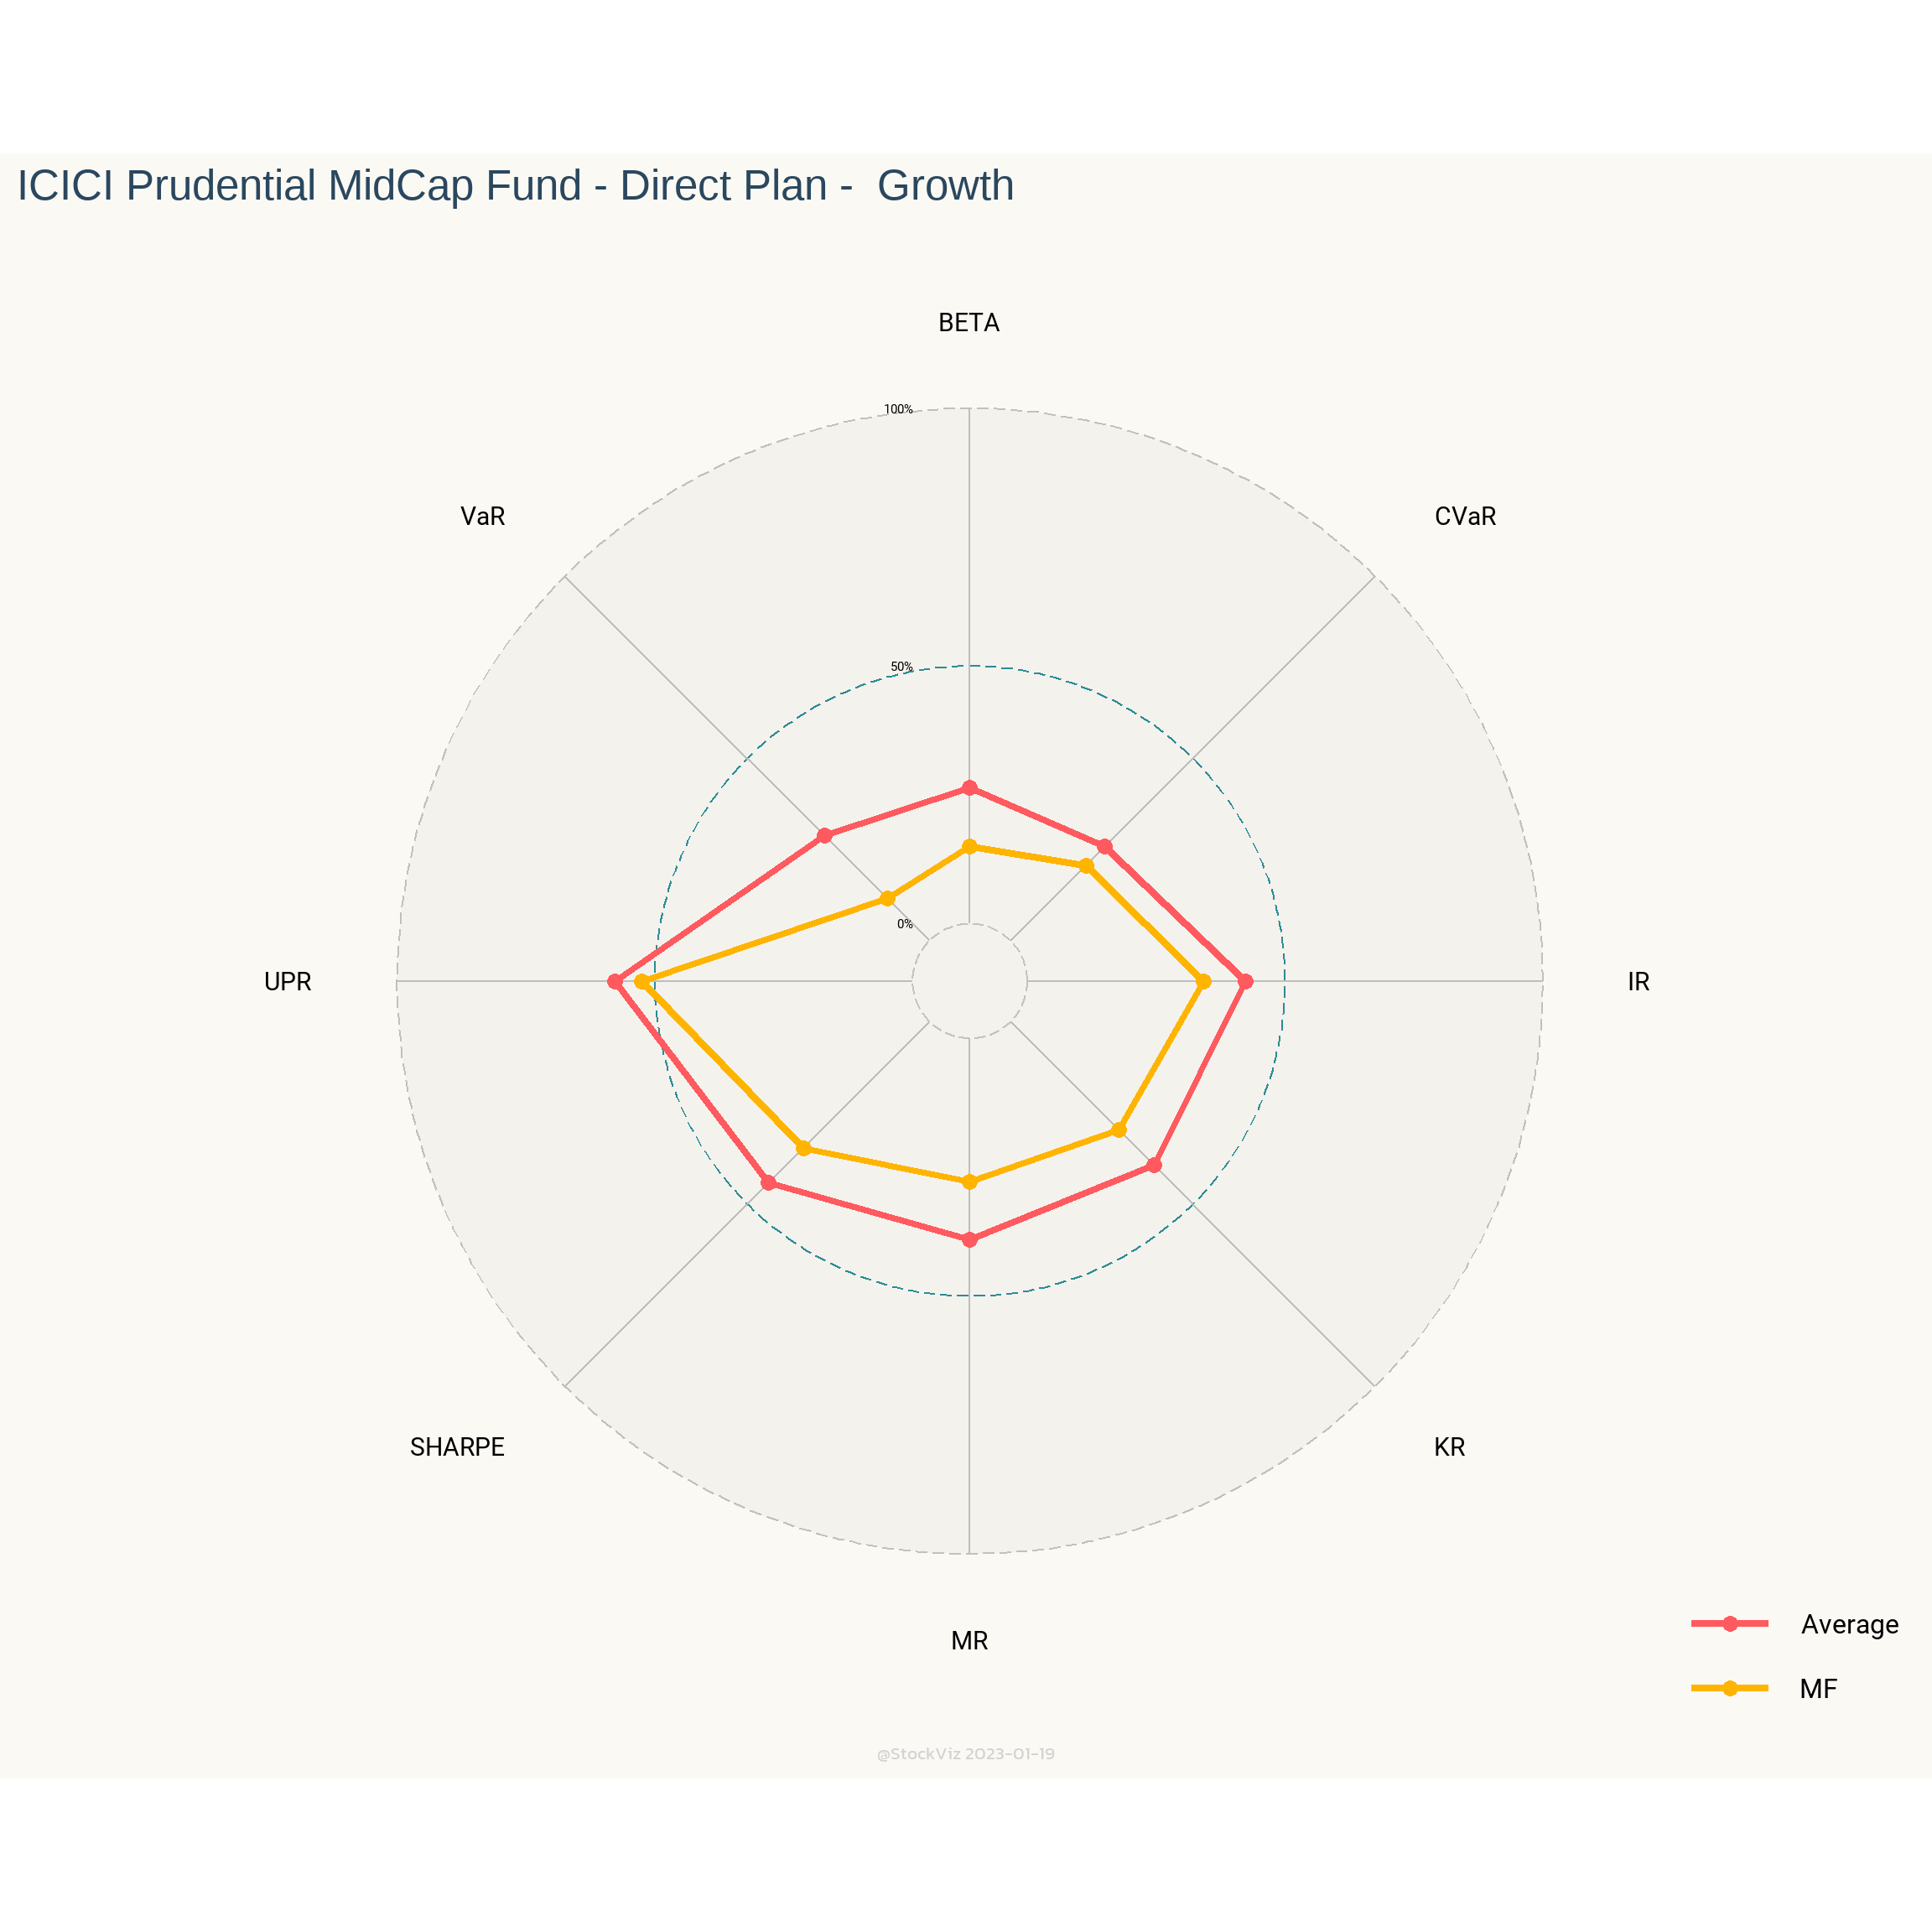 ICICI Prudential MidCap Fund - Direct Plan -  Growth
BETA
100%
VaR
CVaR
50%
0%
UPR
IR
SHARPE
KR
MR
Average
MF
@StockViz 2023-01-19